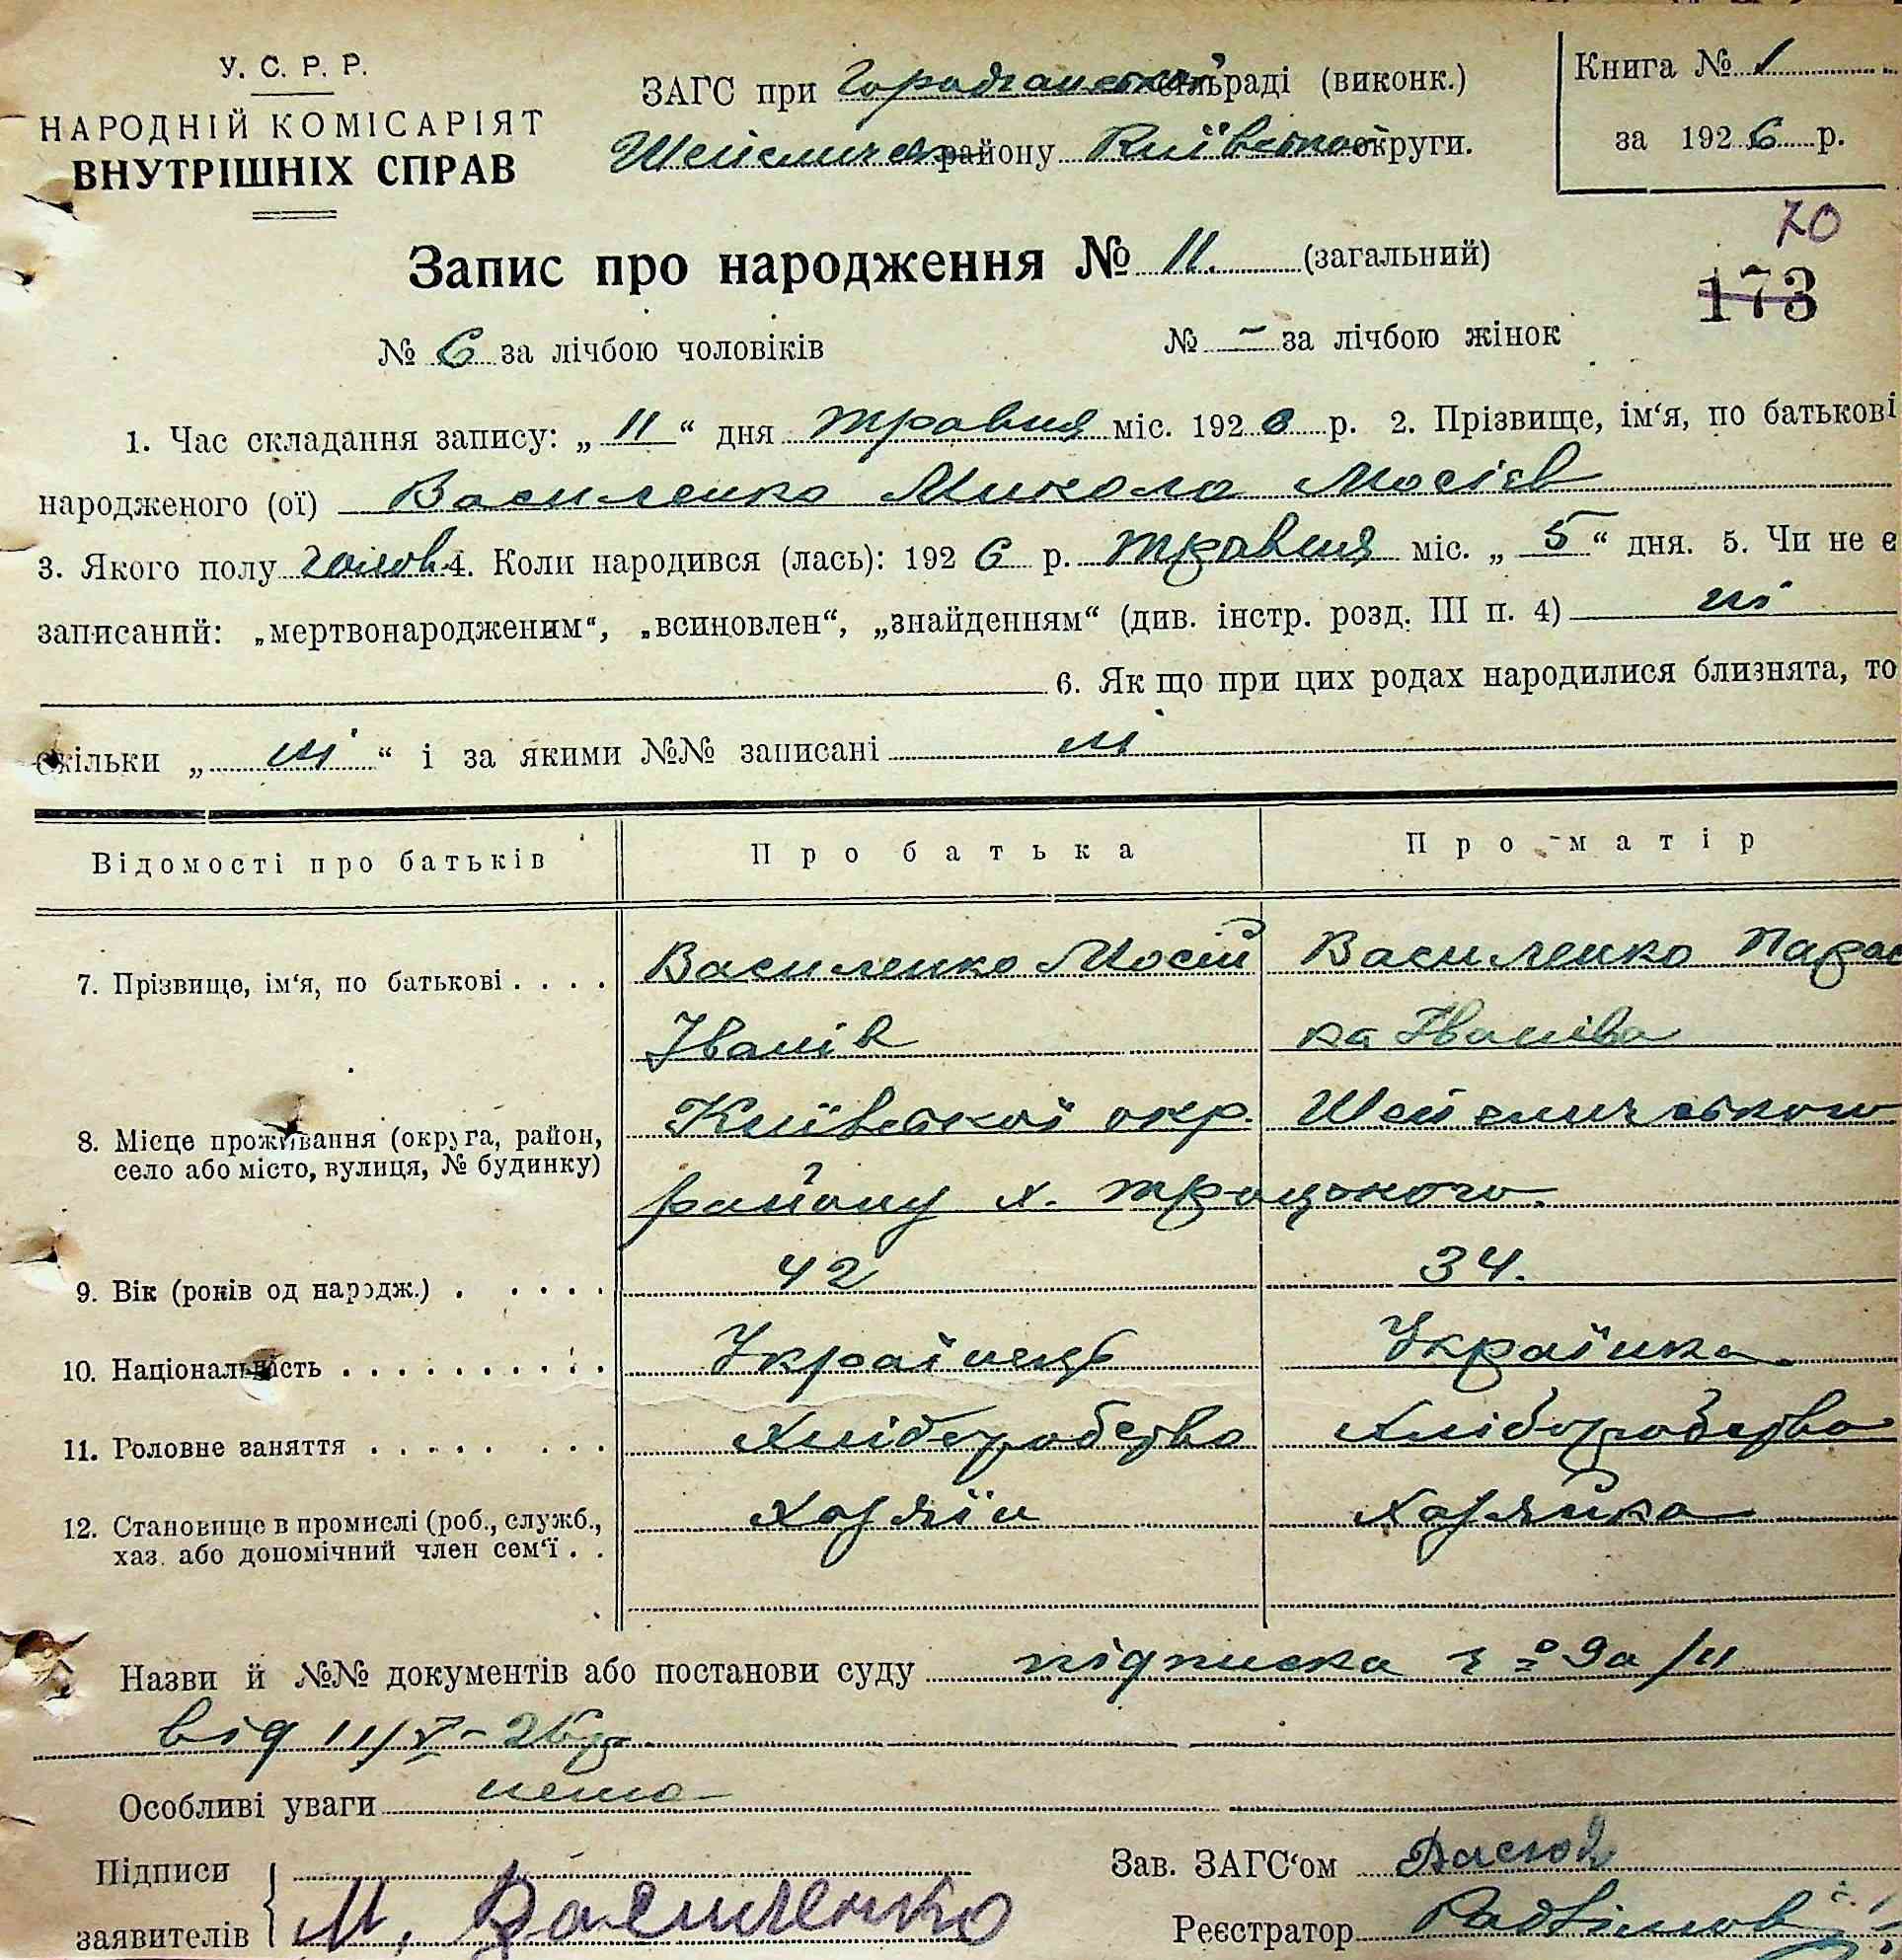 У. С. Р. Р.
НАРОДНІЙ КОМІСАРІЯТ
ВНУТРІШНІХ СПРАВ
ЗАГС при сільраді (виконк.)
району Київської округи.
Книга № 1
за 1926 р.
70
173
Запис про народження № 11. (загальний)
№ 6 за лічбою чоловіків № – за лічбою жінок
1. Час складання запису: „ 11 “ дня травня міс. 1926 р. 2. Прізвище, ім‘я, по батькові
народженого (ої) Василенко Микола Мосієв
3. Якого полу чолов 4. Коли народився (лась): 1926 р. травня міс. „ 5 “ дня. 5. Чи не є
записаний: „мертвонародженим“, „всиновлен“, „знайденням“ (див. інстр. розд. III п. 4) ні
6. Як що при цих родах народилися близнята, то
скільки „ ні “ і за якими №№ записані ні
Відомості про батьків Про батька Про матір
7. Прізвище, ім‘я, по батькові . . . . Василенко Мосій Василенко Парас
Іванів ка Іванівa
8. Місце проживання (округа, район, село або місто, вулиця, № будинку) Київської окр. Шейеличського
району х. Троцького.
9. Вік (років од народж.) . . . . . 42 34.
10. Національність . . . . . . . . . . Українець Українка
11. Головне заняття . . . . . . . . Хліборобство Хліборобство
12. Становище в промислі (роб., служб., Хазяїн Хазяйка
хаз. або допомічний член сем‘ї . .
Назви й №№ документів або постанови суду підписка за /11
від 11/V – 26р.
Особливі уваги нема
Підписи
заявителів М. Василенко
Зав. ЗАГС‘ом
Реєстратор